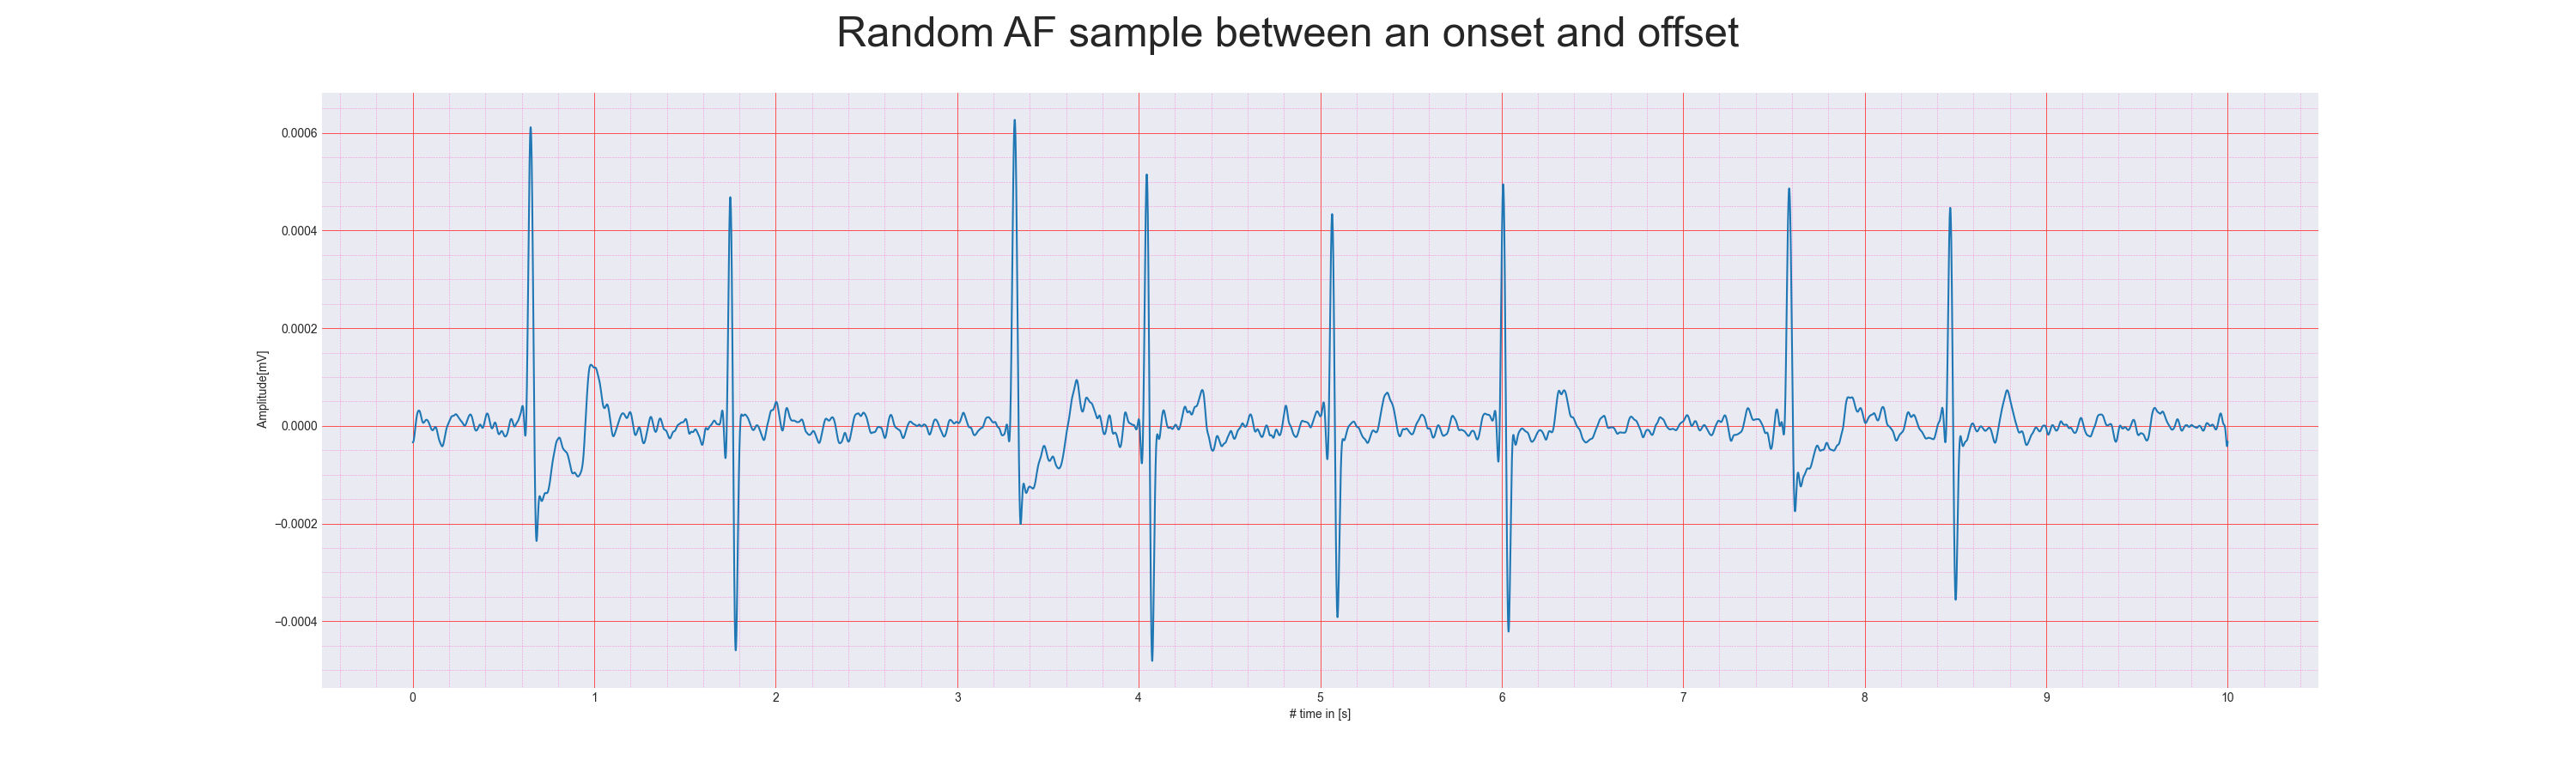 Random AF sample between an onset and offset
0.0006
0.0004
0.0002
0.0000
−0.0002
−0.0004
Amplitude[mV]
0 1 2 3 4 5 6 7 8 9 10
# time in [s]